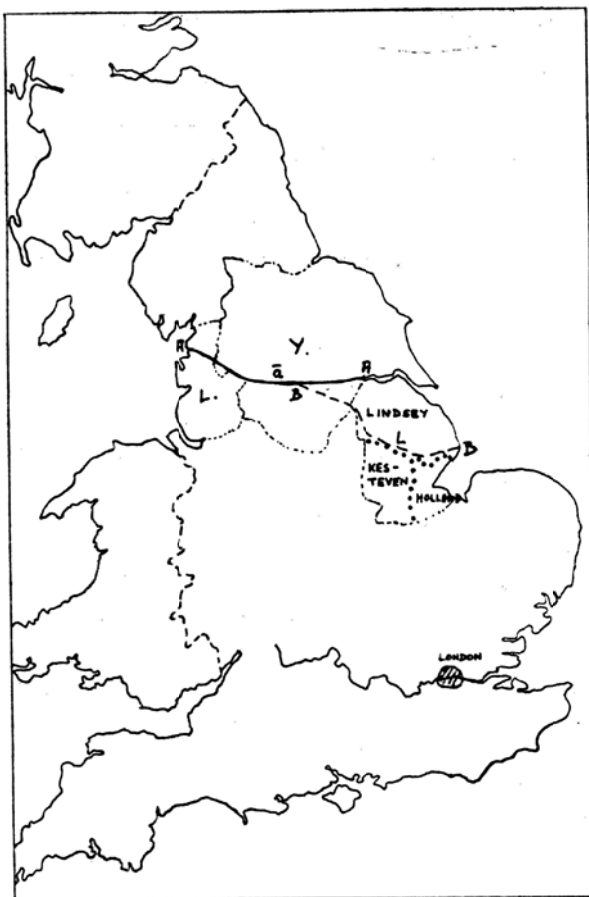 Y.
A
ā
A
B
L.
LINDSEY
L
B
KES-
TEVEN
HOLLAND
LONDON